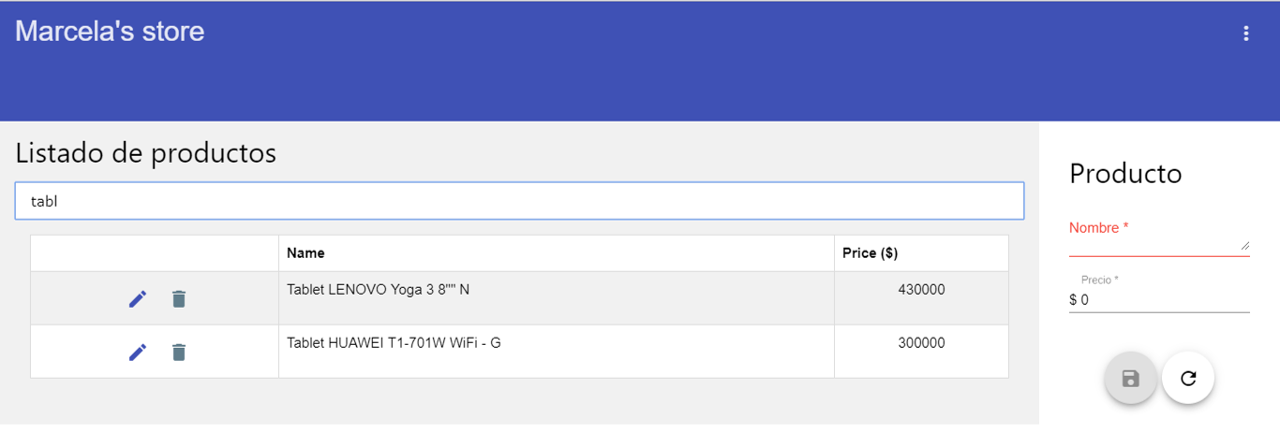 Marcela's store
Listado de productos
tabl
Name Price ($)
Tablet LENOVO Yoga 3 8"" N 430000
Tablet HUAWEI T1-701W WiFi - G 300000
Producto
Nombre *
Precio *
$ 0